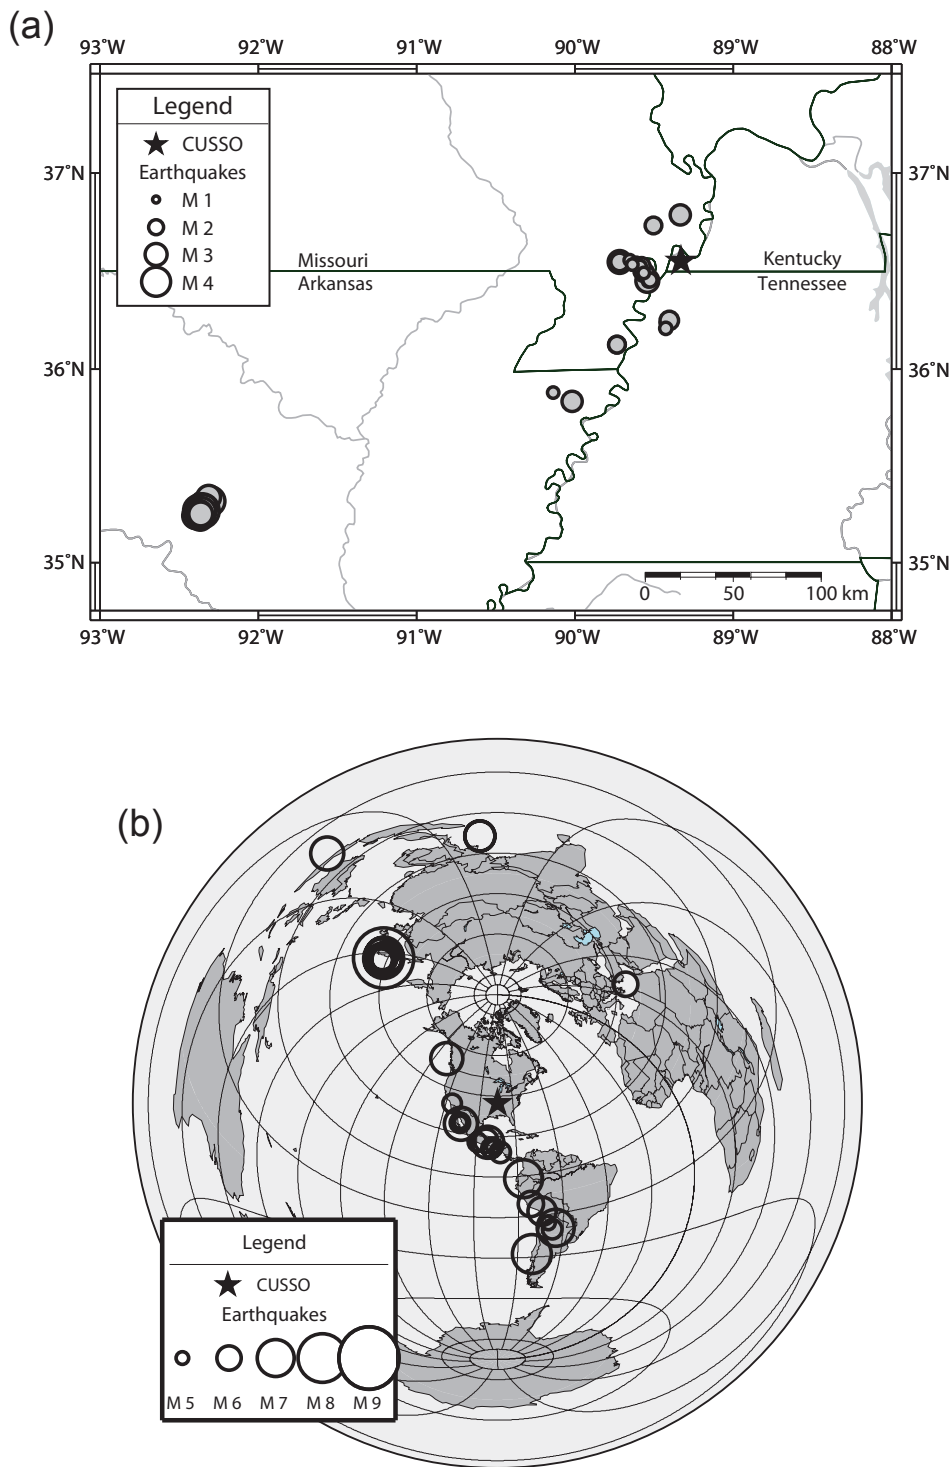 (a)
93°W 92°W 91°W 90°W 89°W 88°W
Legend
CUSSO
Earthquakes
M 1
M 2
M 3
M 4
37°N 37°N
Missouri Kentucky
Arkansas Tennessee
36°N 36°N
35°N 35°N
0 50 100 km
93°W 92°W 91°W 90°W 89°W 88°W
(b)
Legend
CUSSO
Earthquakes
M 5 M 6 M 7 M 8 M 9